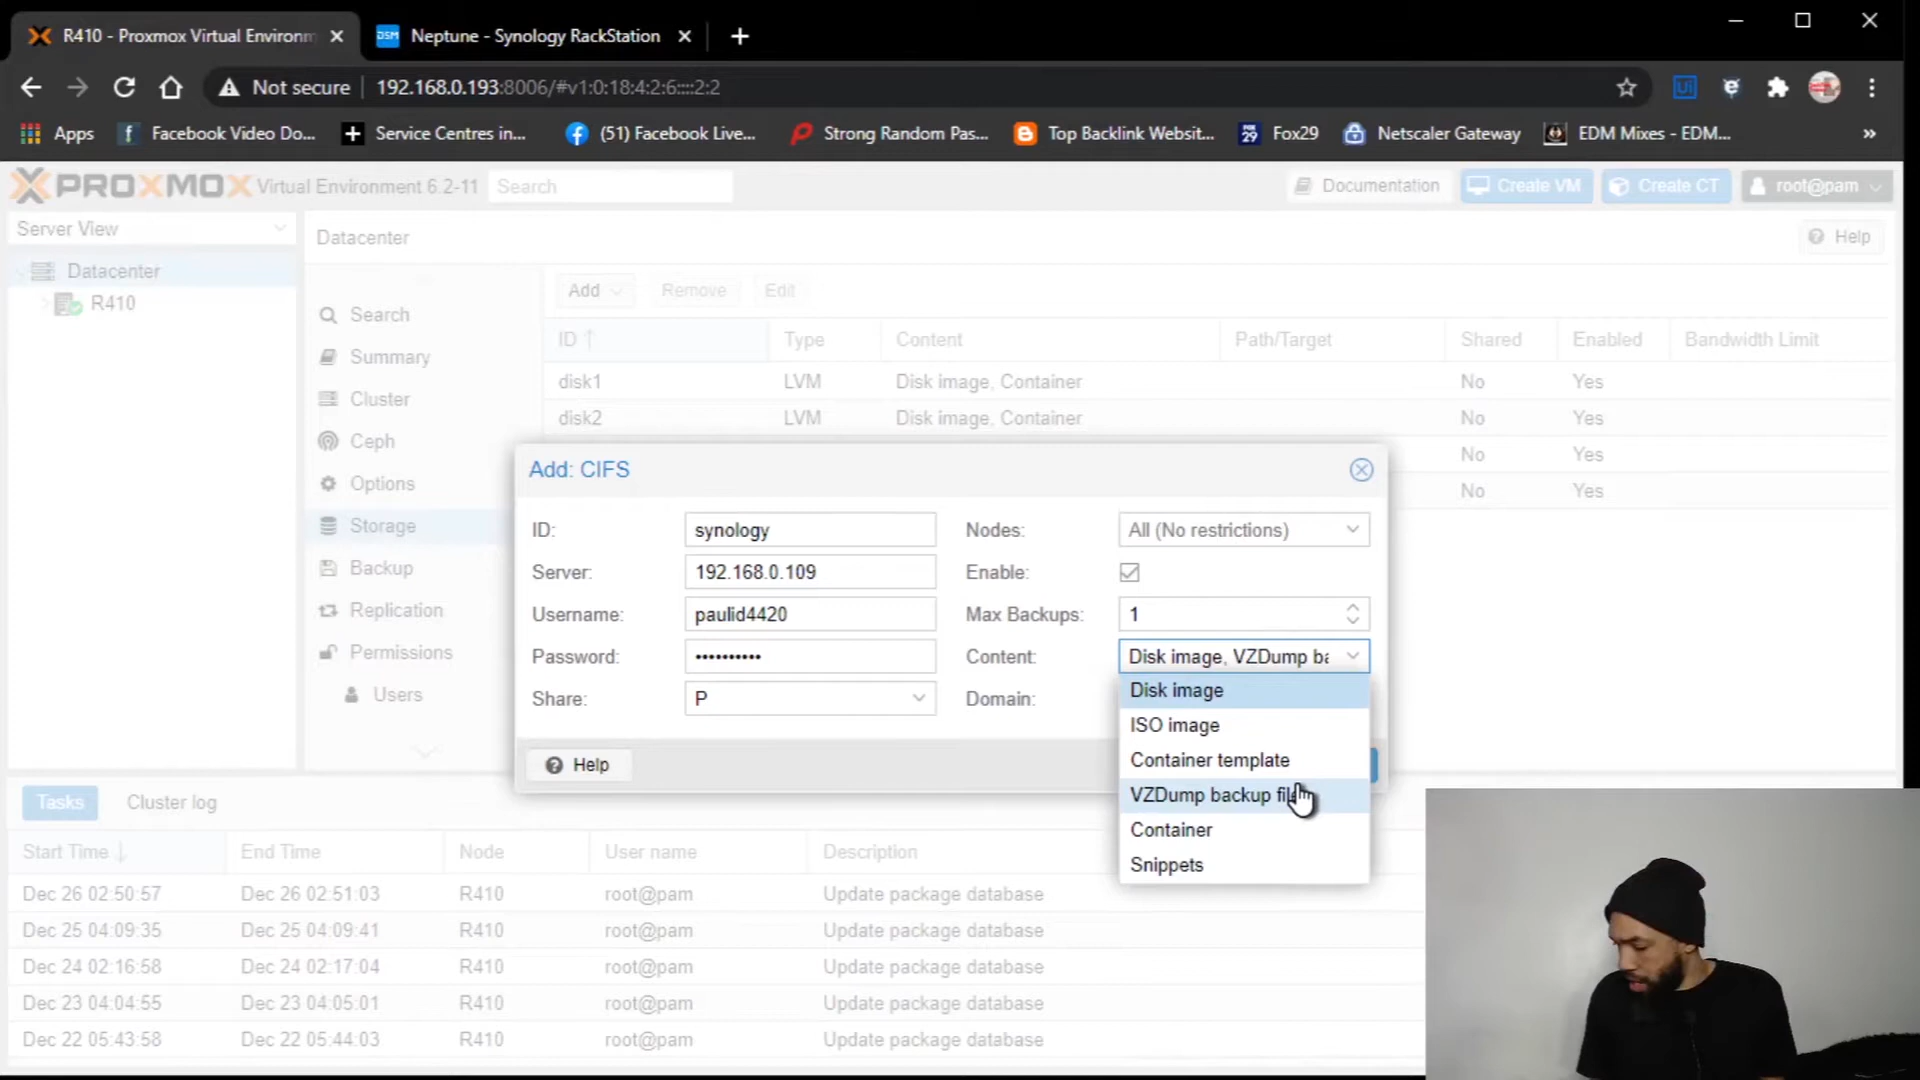 R410 - Proxmox Virtual Environm
DSM Neptune - Synology RackStation
Not secure 192.168.0.193:8006/#v1:0:18:4:2:6::::2:2
Apps Facebook Video Do... Service Centres in... (51) Facebook Live... Strong Random Pas... Top Backlink Websit... Fox29 Netscaler Gateway EDM Mixes - EDM... »
PROXMOX Virtual Environment 6.2-11 Search Documentation Create VM Create CT root@pam
Server View
Datacenter Help
Datacenter
R410
Search
Summary
Cluster
Ceph
Options
Storage
Backup
Replication
Permissions
Users
Add Remove Edit
ID Type Content Path/Target Shared Enabled Bandwidth Limit
disk1 LVM Disk image, Container No Yes
disk2 LVM Disk image, Container No Yes
No Yes
No Yes
Add: CIFS
ID: synology Nodes: All (No restrictions)
Server: 192.168.0.109 Enable:
Username: paulid4420 Max Backups: 1
Password: •••••••••• Content: Disk image, VZDump ba
Share: P Domain:
Disk image
ISO image
Container template
VZDump backup
Container
Snippets
Help
Tasks Cluster log
Start Time End Time Node User name Description
Dec 26 02:50:57 Dec 26 02:51:03 R410 root@pam Update package database
Dec 25 04:09:35 Dec 25 04:09:41 R410 root@pam Update package database
Dec 24 02:16:58 Dec 24 02:17:04 R410 root@pam Update package database
Dec 23 04:04:55 Dec 23 04:05:01 R410 root@pam Update package database
Dec 22 05:43:58 Dec 22 05:44:03 R410 root@pam Update package database